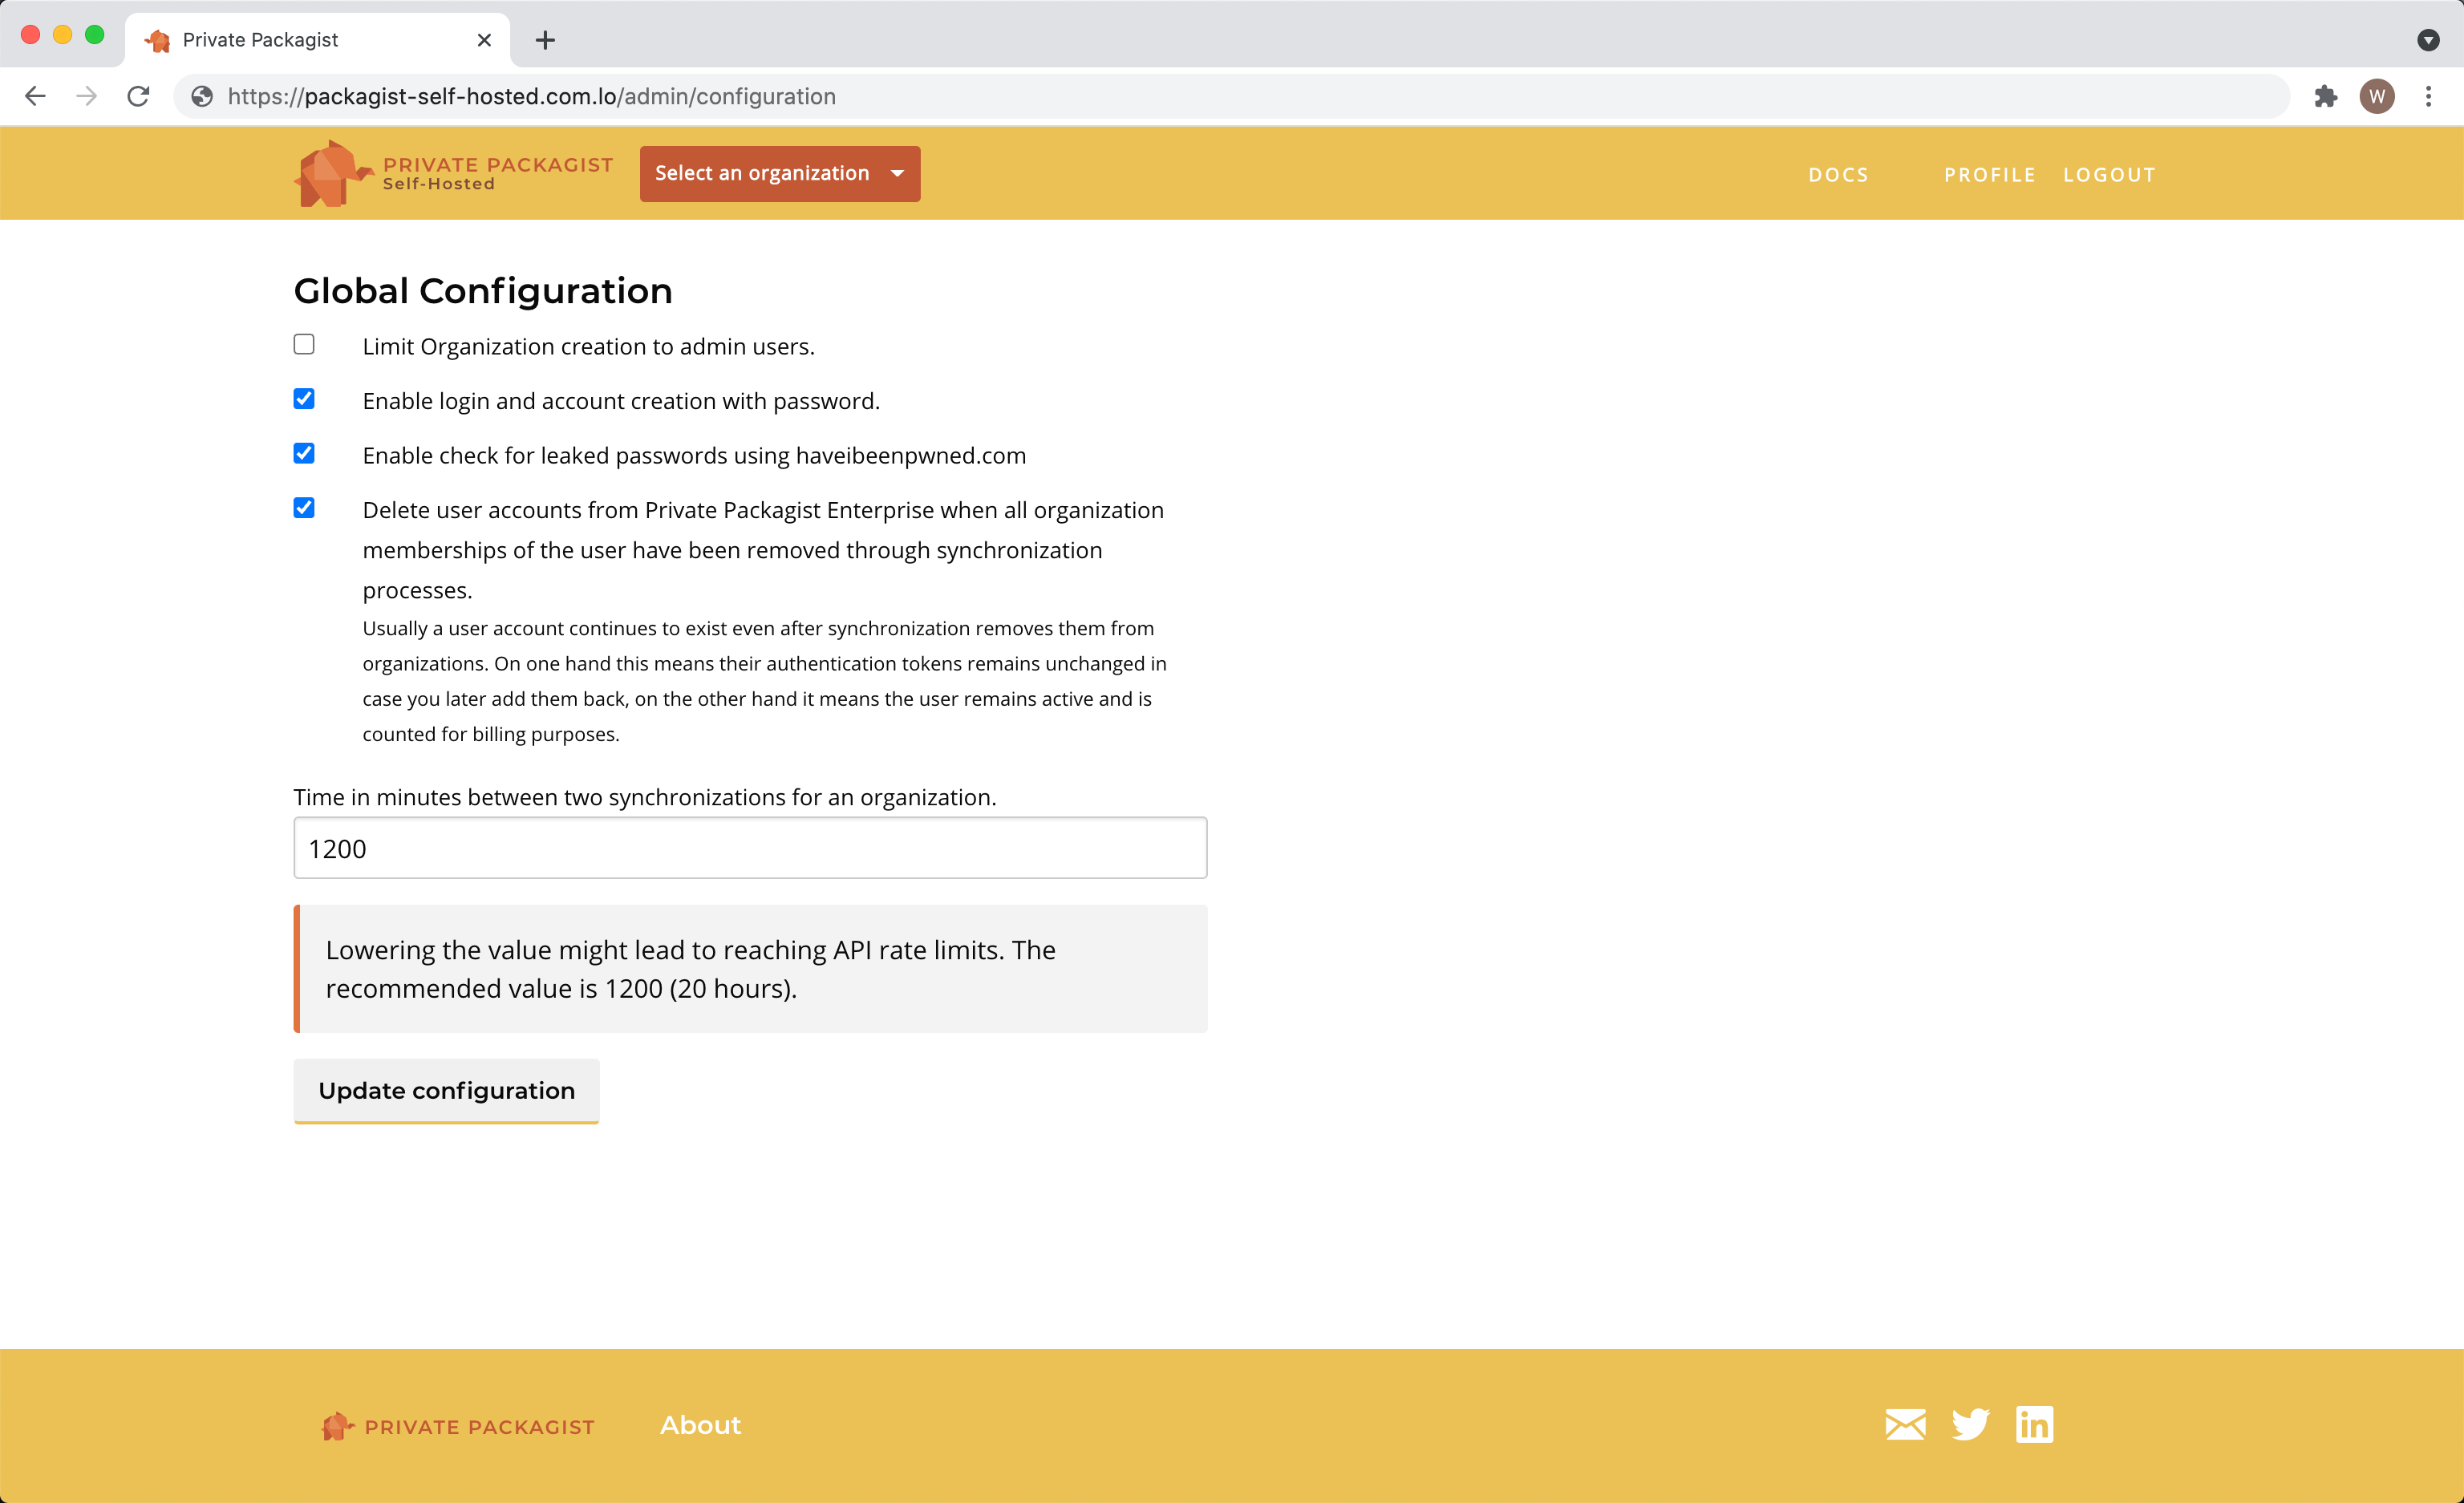 Private Packagist
https://packagist-self-hosted.com.lo/admin/configuration
W
PRIVATE PACKAGIST
Self-Hosted
Select an organization
DOCS
PROFILE
LOGOUT
Global Configuration
Limit Organization creation to admin users.
Enable login and account creation with password.
Enable check for leaked passwords using haveibeenpwned.com
Delete user accounts from Private Packagist Enterprise when all organization
memberships of the user have been removed through synchronization
processes.
Usually a user account continues to exist even after synchronization removes them from
organizations. On one hand this means their authentication tokens remains unchanged in
case you later add them back, on the other hand it means the user remains active and is
counted for billing purposes.
Time in minutes between two synchronizations for an organization.
1200
Lowering the value might lead to reaching API rate limits. The
recommended value is 1200 (20 hours).
Update configuration
PRIVATE PACKAGIST
About
in